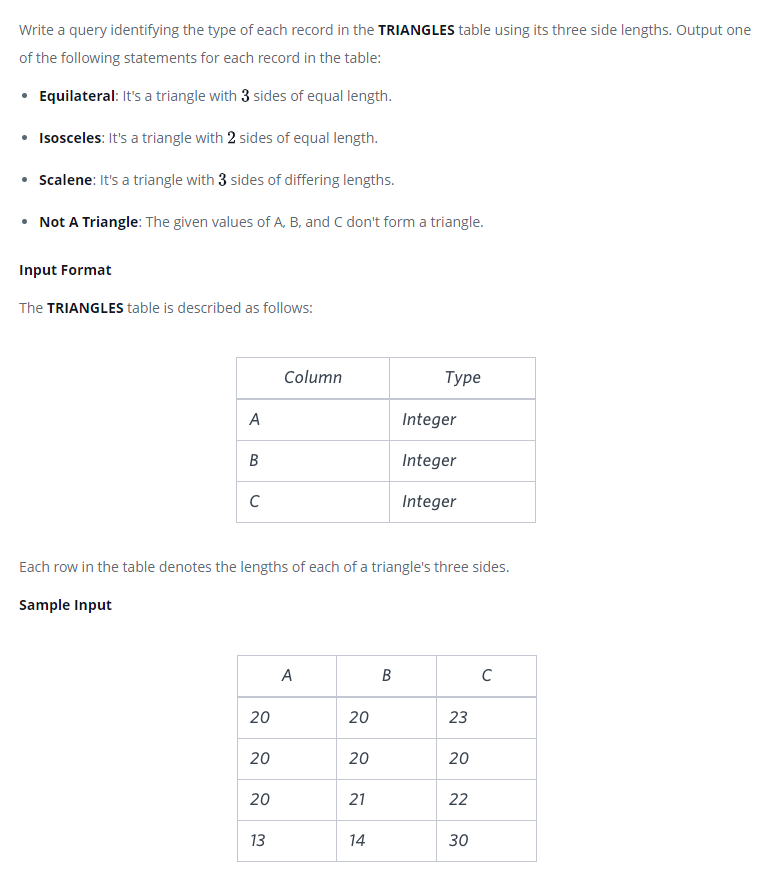 Write a query identifying the type of each record in the TRIANGLES table using its three side lengths. Output one
of the following statements for each record in the table:
• Equilateral: It's a triangle with 3 sides of equal length.
• Isosceles: It's a triangle with 2 sides of equal length.
• Scalene: It's a triangle with 3 sides of differing lengths.
• Not A Triangle: The given values of A, B, and C don't form a triangle.
Input Format
The TRIANGLES table is described as follows:
Column Type
A Integer
B Integer
C Integer
Each row in the table denotes the lengths of each of a triangle's three sides.
Sample Input
A B C
20 20 23
20 20 20
20 21 22
13 14 30